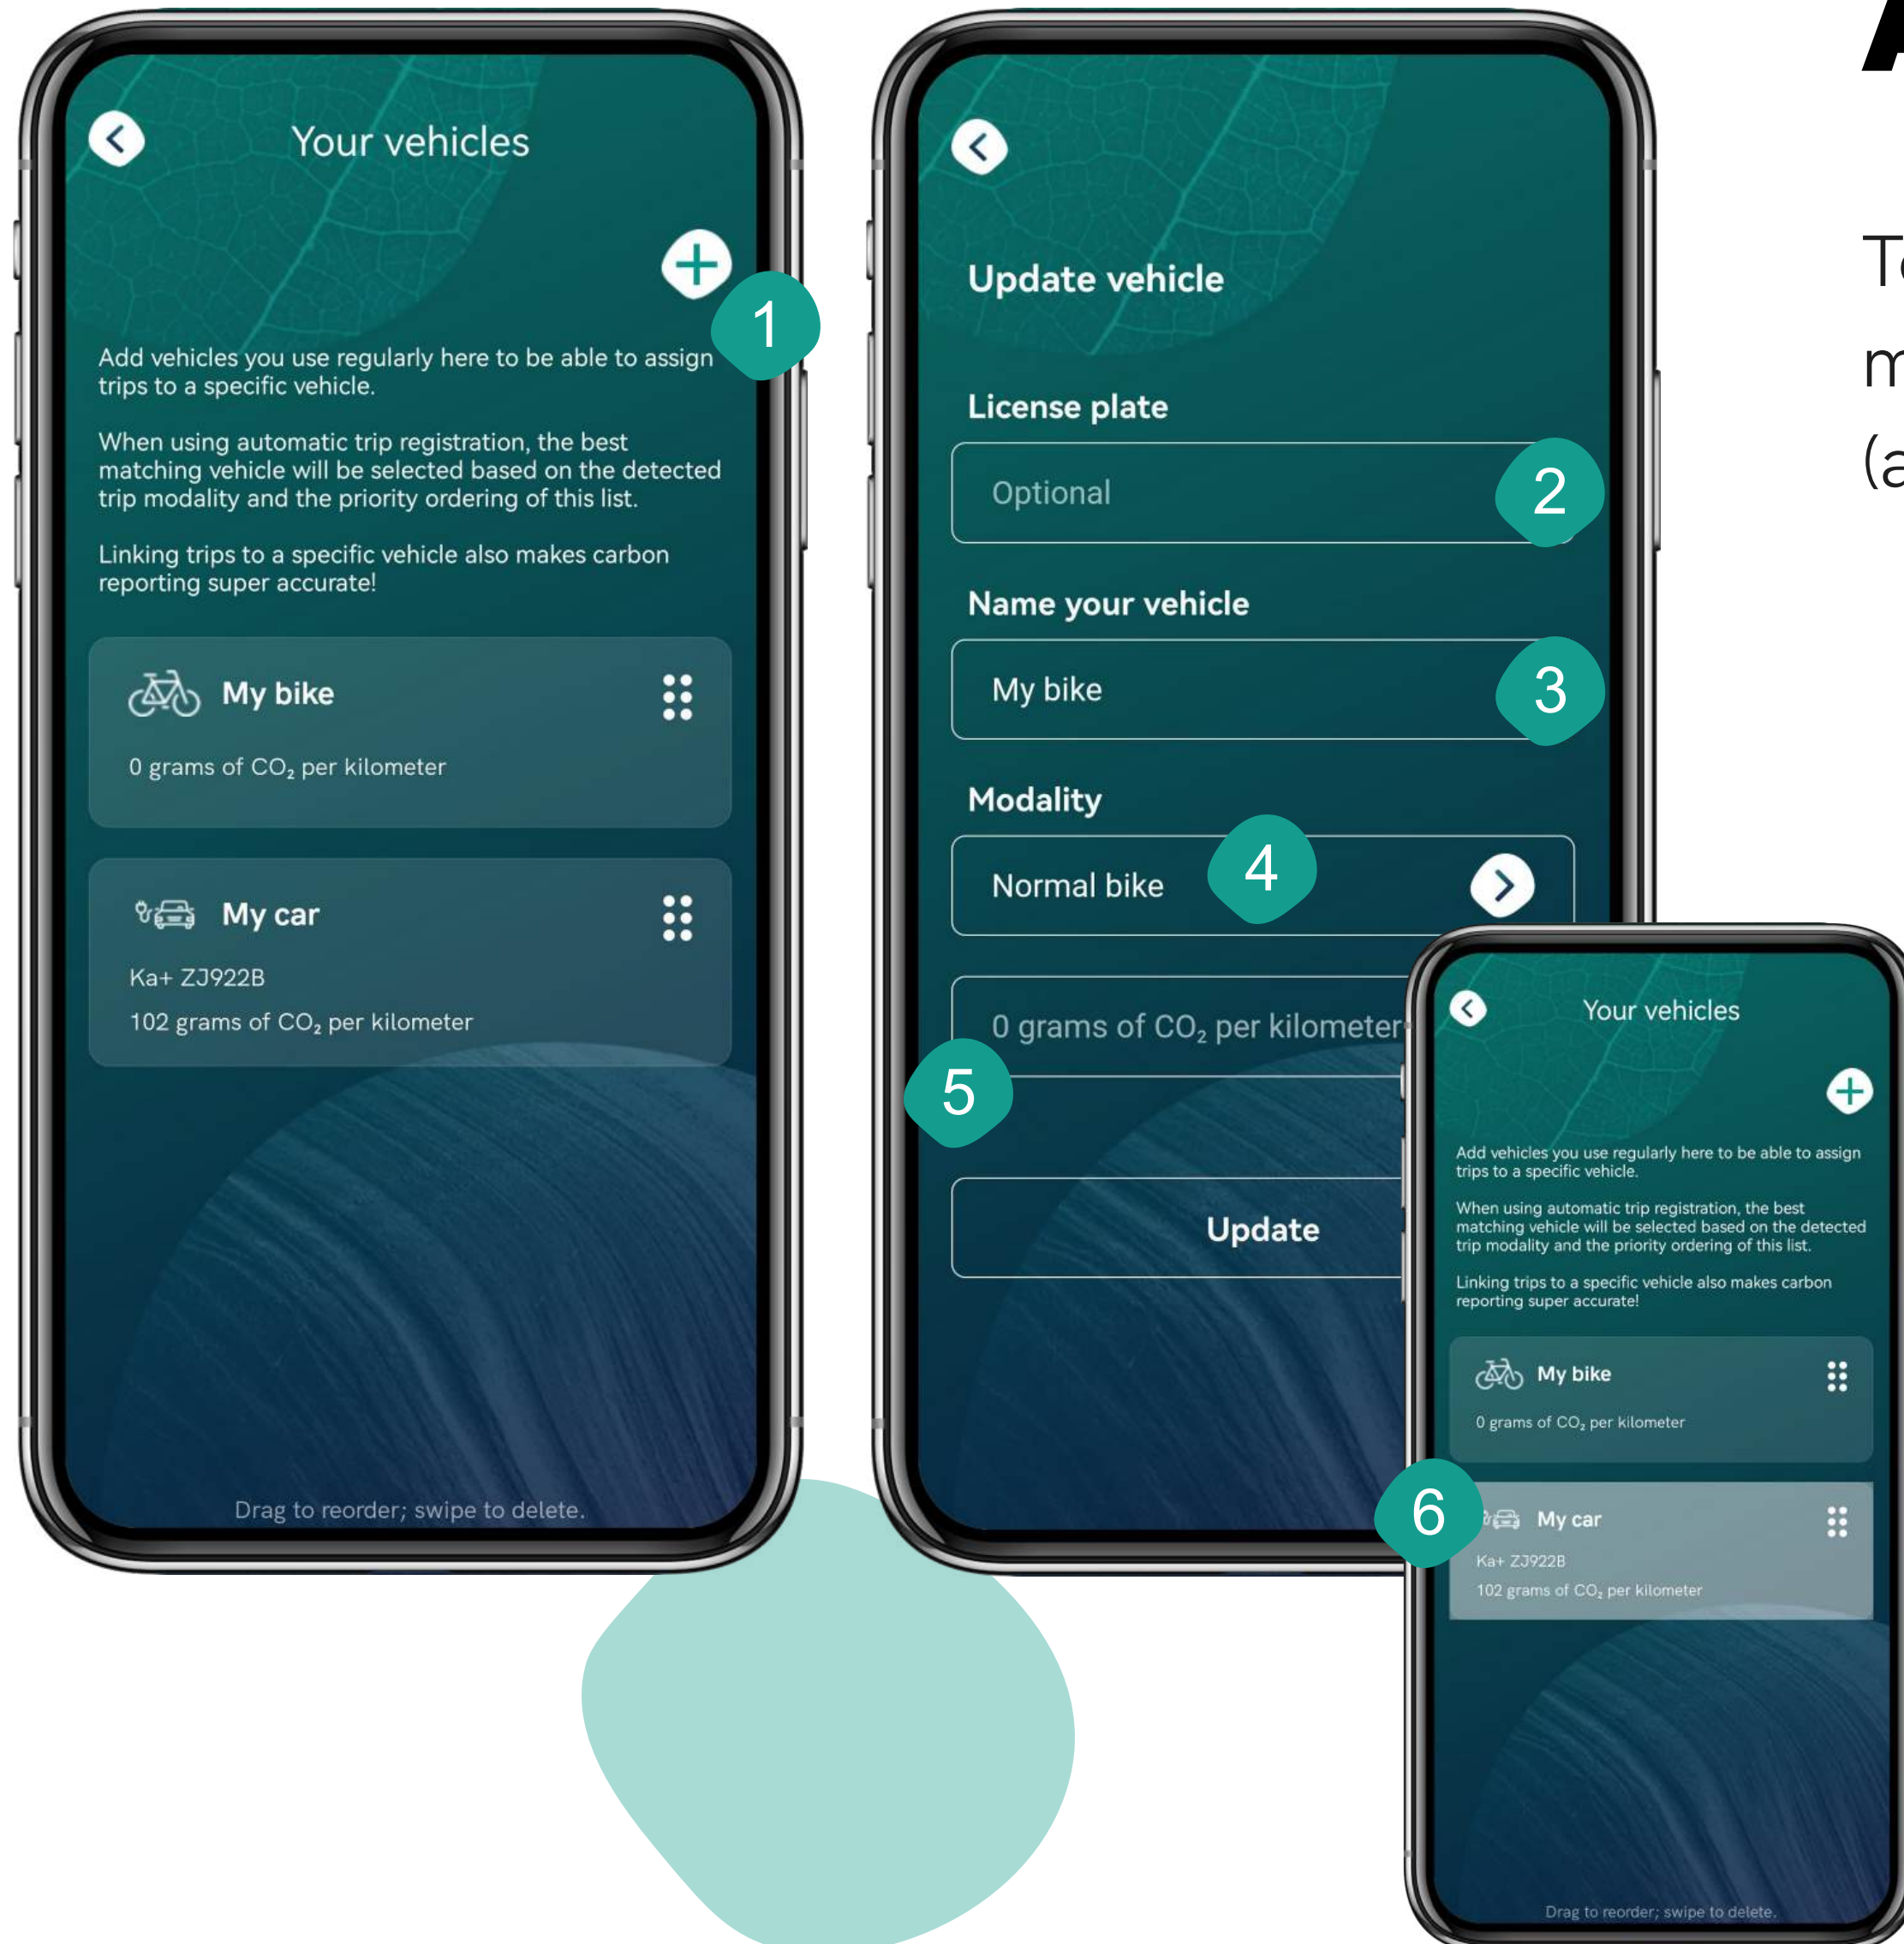 Your vehicles
1
Add vehicles you use regularly here to be able to assign
trips to a specific vehicle.
When using automatic trip registration, the best
matching vehicle will be selected based on the detected
trip modality and the priority ordering of this list.
Linking trips to a specific vehicle also makes carbon
reporting super accurate!
My bike
0 grams of CO₂ per kilometer
My car
Ka+ ZJ922B
102 grams of CO₂ per kilometer
Drag to reorder; swipe to delete.
Update vehicle
License plate
Optional
2
Name your vehicle
My bike
3
Modality
Normal bike
4
0 grams of CO₂ per kilometer
5
Update
Your vehicles
Add vehicles you use regularly here to be able to assign
trips to a specific vehicle.
When using automatic trip registration, the best
matching vehicle will be selected based on the detected
trip modality and the priority ordering of this list.
Linking trips to a specific vehicle also makes carbon
reporting super accurate!
My bike
0 grams of CO₂ per kilometer
6
My car
Ka+ ZJ922B
102 grams of CO₂ per kilometer
Drag to reorder; swipe to delete.